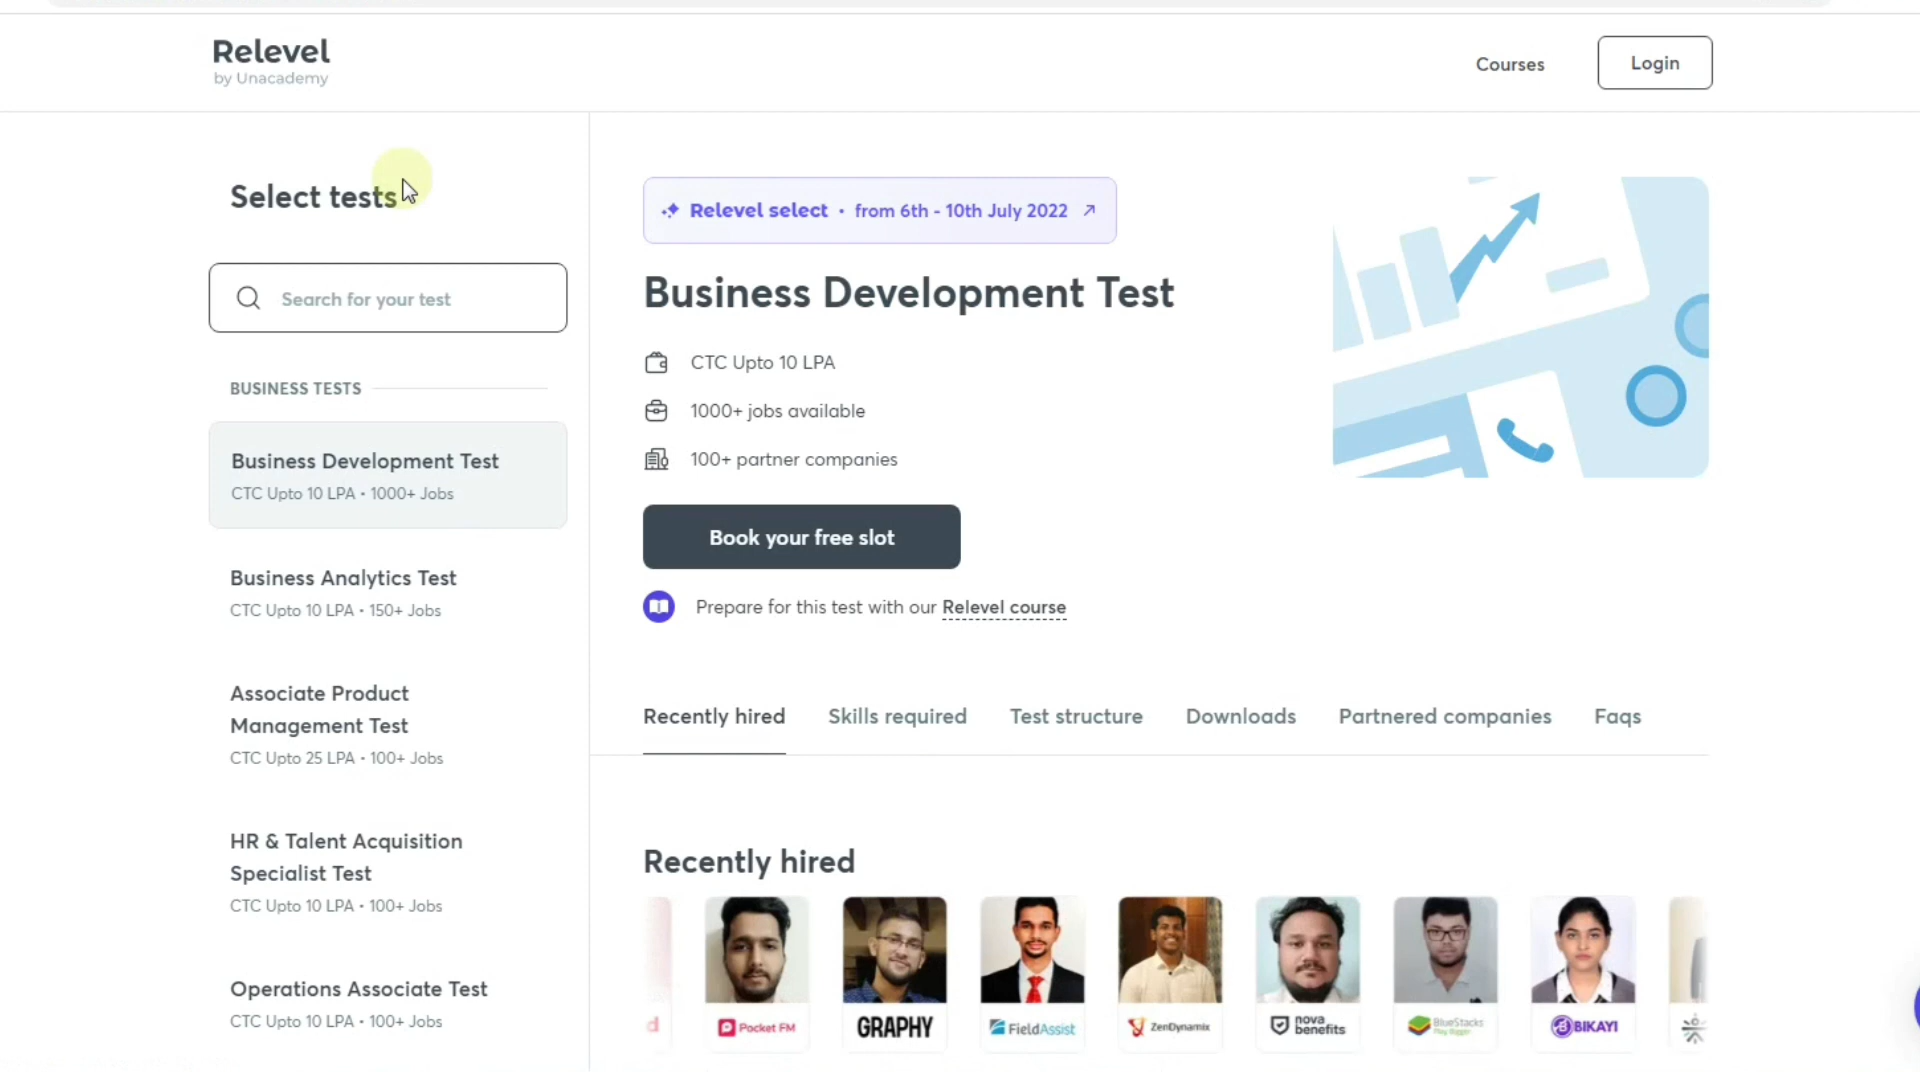 Relevel
by Unacademy
Courses
Login
Select tests
Search for your test
BUSINESS TESTS
Business Development Test
CTC Upto 10 LPA • 1000+ Jobs
Business Analytics Test
CTC Upto 10 LPA • 150+ Jobs
Associate Product
Management Test
CTC Upto 25 LPA • 100+ Jobs
HR & Talent Acquisition
Specialist Test
CTC Upto 10 LPA • 100+ Jobs
Operations Associate Test
CTC Upto 10 LPA • 100+ Jobs
Relevel select • from 6th - 10th July 2022
Business Development Test
CTC Upto 10 LPA
1000+ jobs available
100+ partner companies
Book your free slot
Prepare for this test with our Relevel course
Recently hired
Skills required
Test structure
Downloads
Partnered companies
Faqs
Recently hired
d
Pocket FM
GRAPHY
FieldAssist
ZenDynamix
nova
benefits
BlueStacks
Play Bigger
BIKAYI